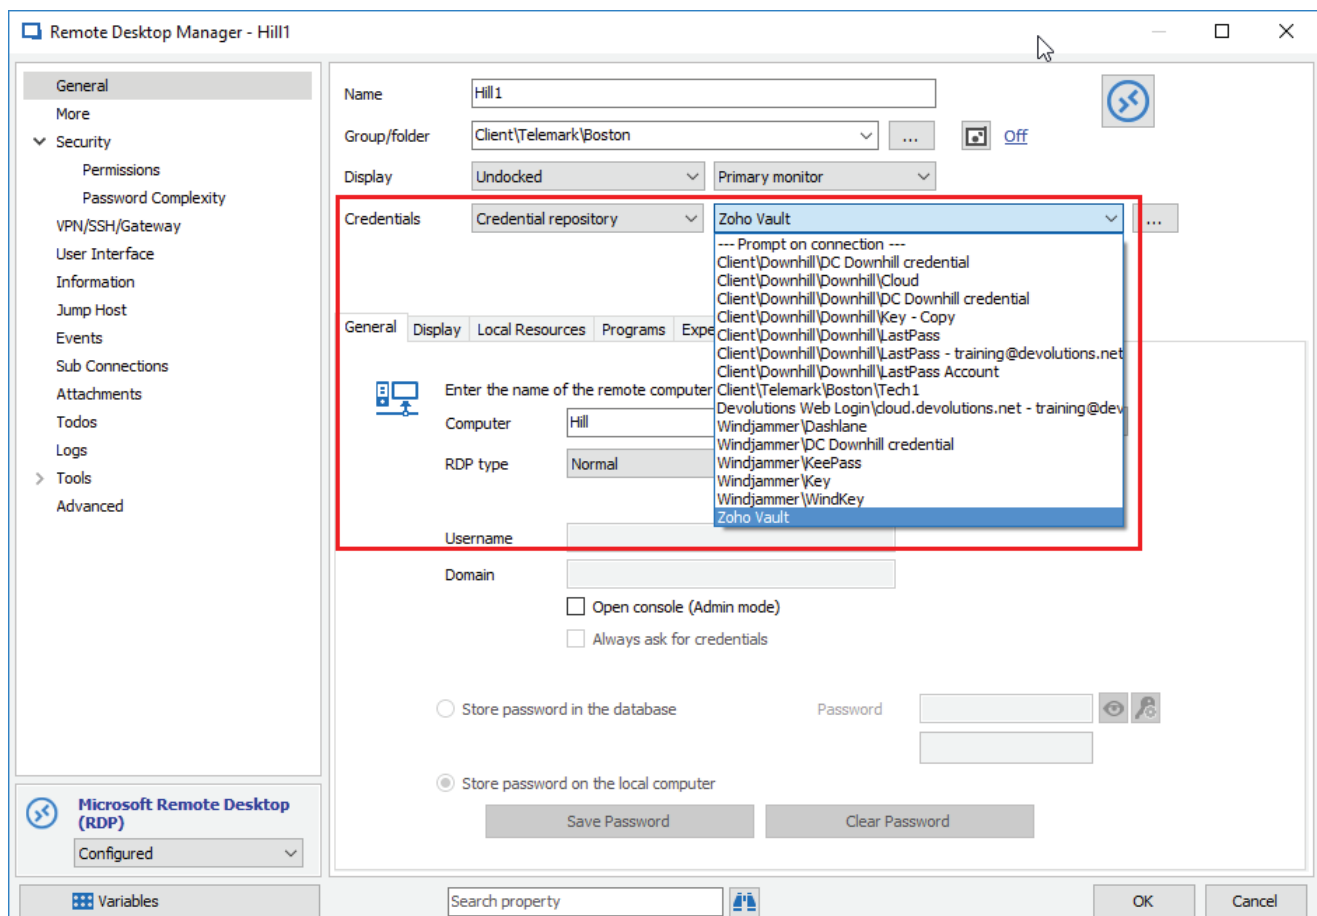 Remote Desktop Manager - Hill1
General
More
Security
Permissions
Password Complexity
VPN/SSH/Gateway
User Interface
Information
Jump Host
Events
Sub Connections
Attachments
Todos
Logs
Tools
Advanced
Microsoft Remote Desktop
(RDP)
Configured
Variables
Name Hill1
Group/folder Client\Telemark\Boston ... Off
Display Undocked Primary monitor
Credentials Credential repository Zoho Vault ...
--- Prompt on connection ---
Client\Downhill\DC Downhill credential
Client\Downhill\Downhill\Cloud
Client\Downhill\Downhill\DC Downhill credential
Client\Downhill\Downhill\Key - Copy
Client\Downhill\Downhill\LastPass
Client\Downhill\Downhill\LastPass - training@devolutions.net
Client\Downhill\Downhill\LastPass Account
Client\Telemark\Boston\Tech1
Devolutions Web Login\cloud.devolutions.net - training@dev
Windjammer\Dashlane
Windjammer\DC Downhill credential
Windjammer\KeePass
Windjammer\Key
Windjammer\WindKey
Zoho Vault
General Display Local Resources Programs Expe
Enter the name of the remote computer
Computer Hill
RDP type Normal
Username
Domain
Open console (Admin mode)
Always ask for credentials
Store password in the database Password
Store password on the local computer
Save Password Clear Password
Search property OK Cancel